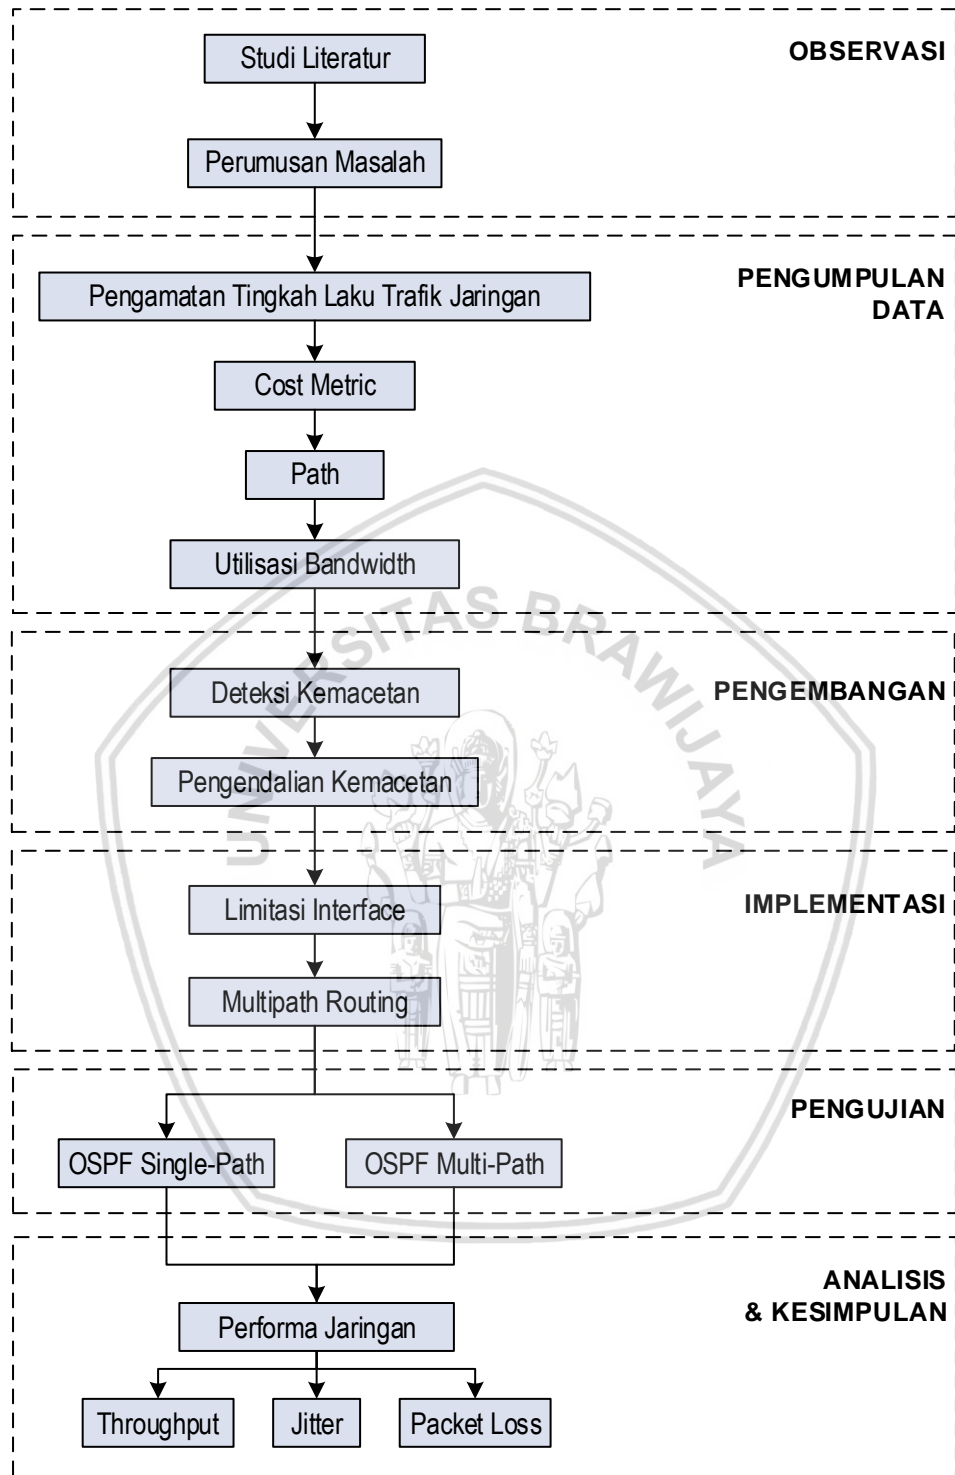 OBSERVASI
Studi Literatur
Perumusan Masalah
PENGUMPULAN
DATA
Pengamatan Tingkah Laku Trafik Jaringan
Cost Metric
Path
Utilisasi Bandwidth
UNIVERSITAS BRAWIJAYA
PENGEMBANGAN
Deteksi Kemacetan
Pengendalian Kemacetan
IMPLEMENTASI
Limitasi Interface
Multipath Routing
PENGUJIAN
OSPF Single-Path
OSPF Multi-Path
ANALISIS
& KESIMPULAN
Performa Jaringan
Throughput
Jitter
Packet Loss